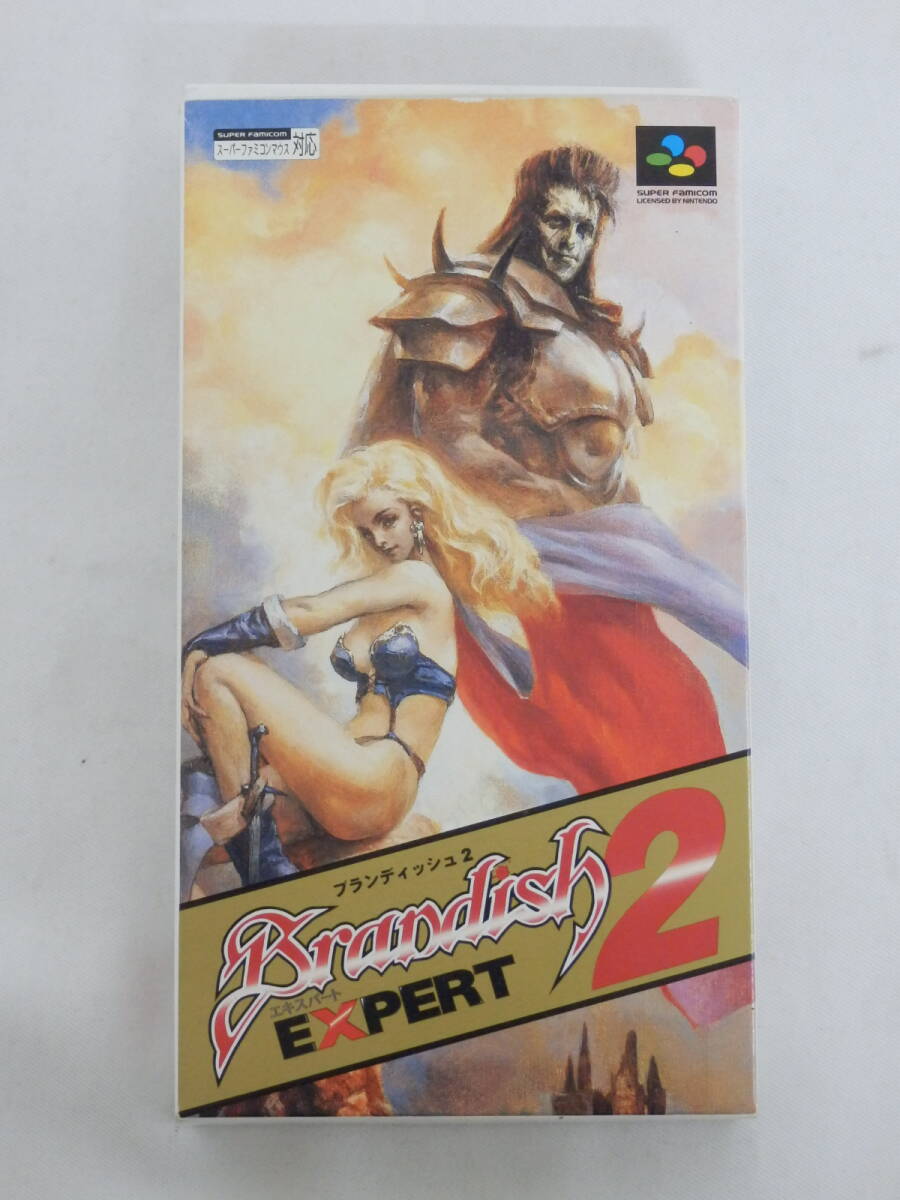 SUPER FAMICOM
スーパーファミコンマウス 対応
SUPER FAMICOM
LICENSED BY NINTENDO
ブランディッシュ2
Brandish 2
エキスパート
EXPERT